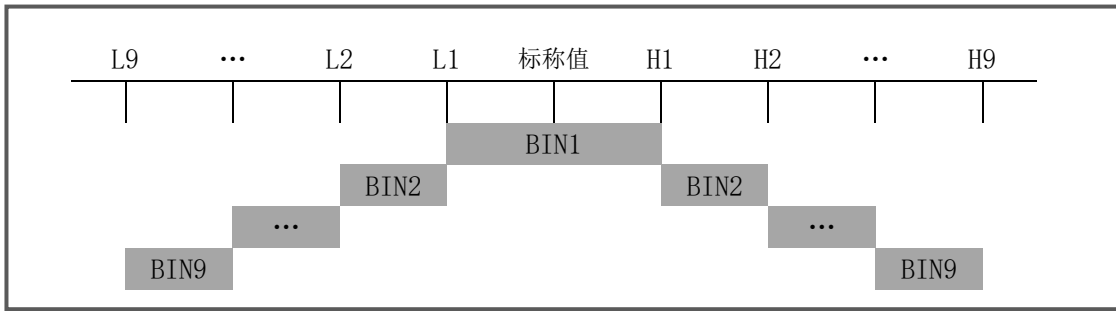 L9 … L2 L1 标称值 H1 H2 … H9
BIN1
BIN2 BIN2
… …
BIN9 BIN9